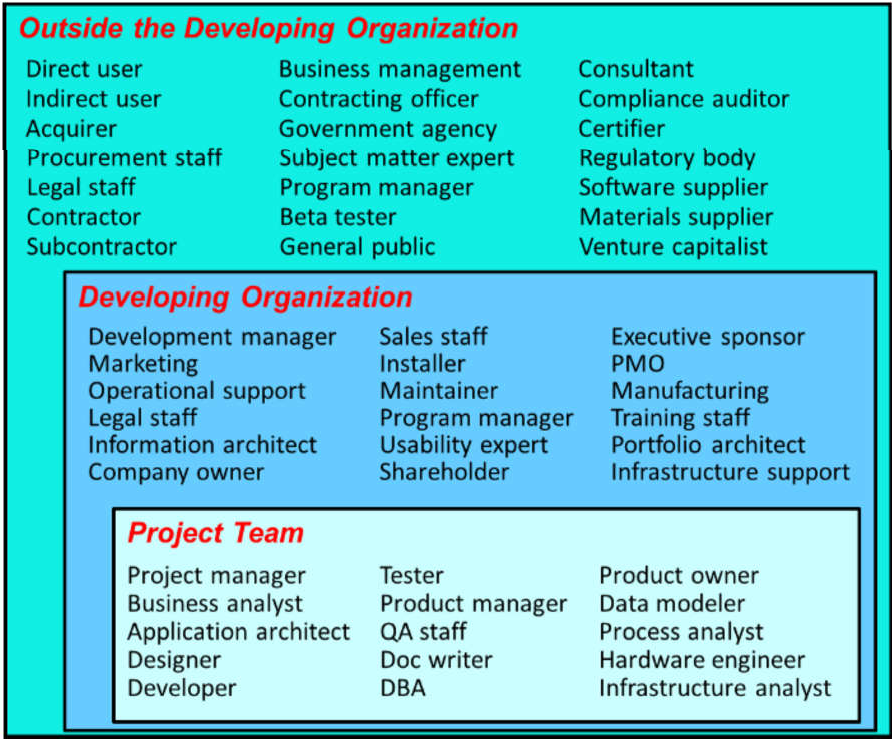 Outside the Developing Organization
Direct user Business management Consultant
Indirect user Contracting officer Compliance auditor
Acquirer Government agency Certifier
Procurement staff Subject matter expert Regulatory body
Legal staff Program manager Software supplier
Contractor Beta tester Materials supplier
Subcontractor General public Venture capitalist
Developing Organization
Development manager Sales staff Executive sponsor
Marketing Installer PMO
Operational support Maintainer Manufacturing
Legal staff Program manager Training staff
Information architect Usability expert Portfolio architect
Company owner Shareholder Infrastructure support
Project Team
Project manager Tester Product owner
Business analyst Product manager Data modeler
Application architect QA staff Process analyst
Designer Doc writer Hardware engineer
Developer DBA Infrastructure analyst